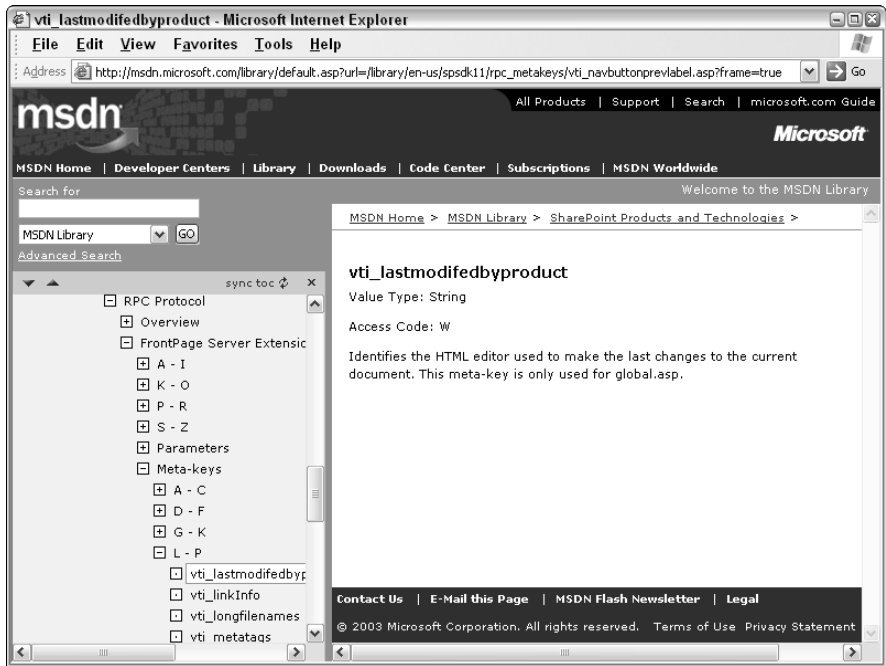 vti_lastmodifedbyproduct - Microsoft Internet Explorer
File Edit View Favorites Tools Help
Address http://msdn.microsoft.com/library/default.asp?url=/library/en-us/spsdk11/rpc_metakeys/vti_navbuttonprevlabel.asp?frame=true Go
All Products | Support | Search | microsoft.com Guide
msdn
Microsoft
MSDN Home | Developer Centers | Library | Downloads | Code Center | Subscriptions | MSDN Worldwide
Search for
Welcome to the MSDN Library
MSDN Library GO
Advanced Search
MSDN Home > MSDN Library > SharePoint Products and Technologies >
sync toc x
RPC Protocol
Overview
FrontPage Server Extensic
A - I
K - O
P - R
S - Z
Parameters
Meta-keys
A - C
D - F
G - K
L - P
vti_lastmodifedbyp
vti_linkInfo
vti_longfilenames
vti_metatags
vti_lastmodifedbyproduct
Value Type: String
Access Code: W
Identifies the HTML editor used to make the last changes to the current
document. This meta-key is only used for global.asp.
Contact Us | E-Mail this Page | MSDN Flash Newsletter | Legal
© 2003 Microsoft Corporation. All rights reserved. Terms of Use Privacy Statement